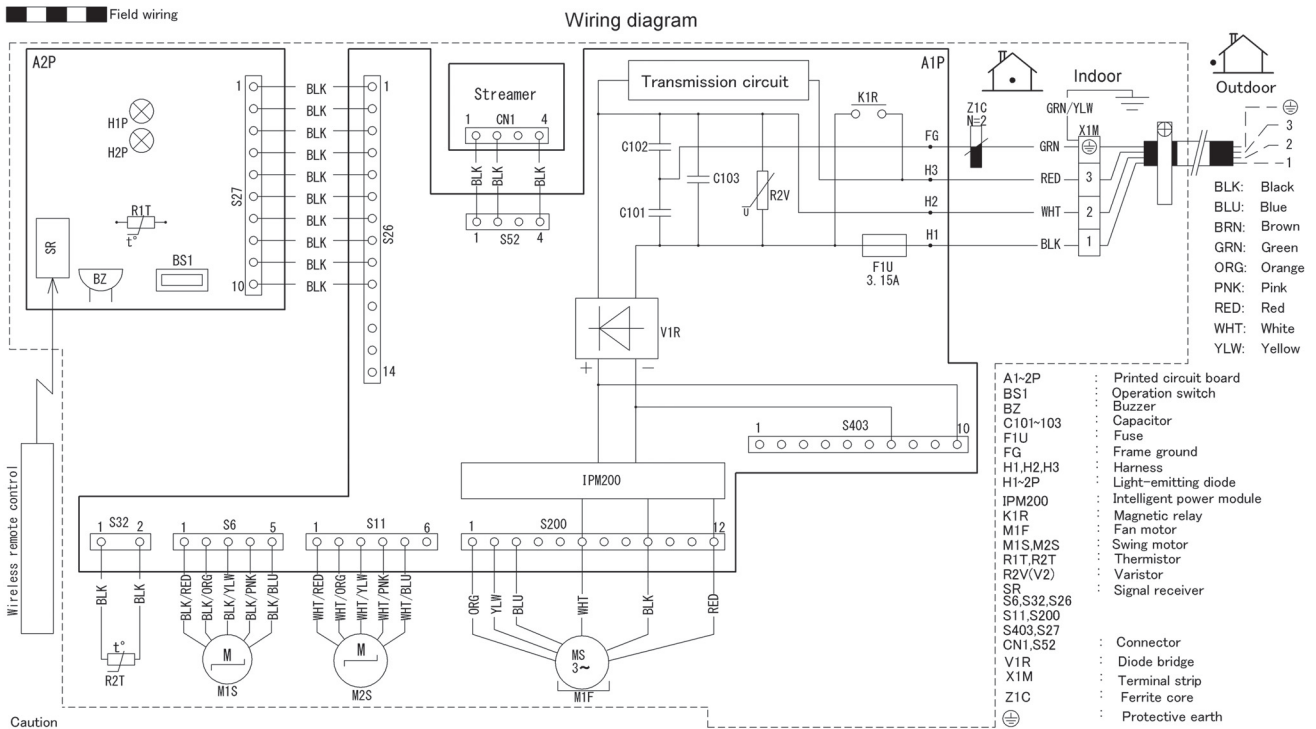 Field wiring
Wiring diagram
A2P
H1P
H2P
R1T
t°
SR
BZ
BS1
S27
1
10
BLK
BLK
BLK
BLK
BLK
BLK
BLK
BLK
BLK
BLK
1
S26
14
Streamer
1 CN1 4
BLK
BLK
BLK
1 S52 4
A1P
Transmission circuit
K1R
C102
C103
C101
R2V
U
FG
H3
H2
H1
F1U
3.15A
V1R
+ −
1 S403 10
IPM200
Z1C
N=2
Indoor
GRN/YLW
X1M
GRN
RED 3
WHT 2
BLK 1
Outdoor
3
2
1
BLK: Black
BLU: Blue
BRN: Brown
GRN: Green
ORG: Orange
PNK: Pink
RED: Red
WHT: White
YLW: Yellow
Wireless remote control
1 S32 2
BLK
BLK
t°
R2T
1 S6 5
BLK/RED
BLK/ORG
BLK/YLW
BLK/PNK
BLK/BLU
M
M1S
1 S11 6
WHT/RED
WHT/ORG
WHT/YLW
WHT/PNK
WHT/BLU
M
M2S
1 S200 12
ORG
YLW
BLU
WHT
BLK
RED
MS
3~
M1F
A1~2P : Printed circuit board
BS1 : Operation switch
BZ : Buzzer
C101~103 : Capacitor
F1U : Fuse
FG : Frame ground
H1,H2,H3 : Harness
H1~2P : Light-emitting diode
IPM200 : Intelligent power module
K1R : Magnetic relay
M1F : Fan motor
M1S,M2S : Swing motor
R1T,R2T : Thermistor
R2V(V2) : Varistor
SR : Signal receiver
S6,S32,S26
S11,S200
S403,S27
CN1,S52 : Connector
V1R : Diode bridge
X1M : Terminal strip
Z1C : Ferrite core
: Protective earth
Caution